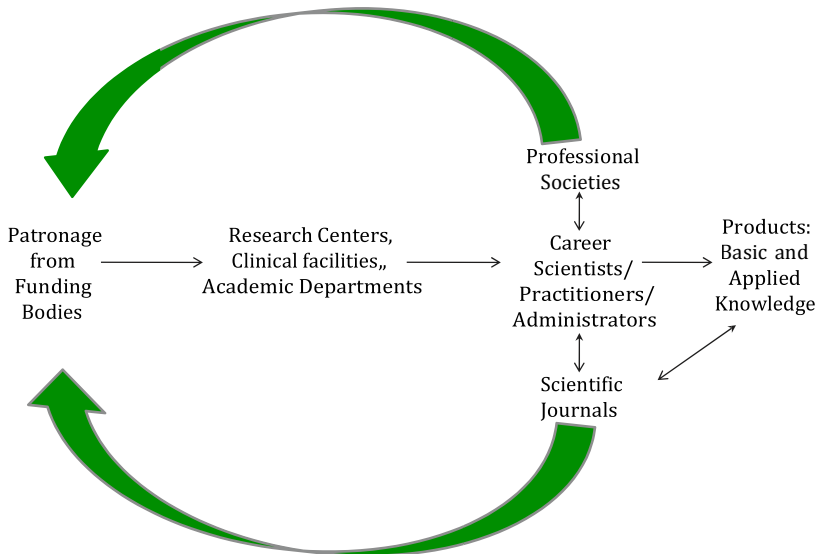 Professional
Societies
Patronage
from
Funding
Bodies
Research Centers,
Clinical facilities,,
Academic Departments
Career
Scientists/
Practitioners/
Administrators
Products:
Basic and
Applied
Knowledge
Scientific
Journals